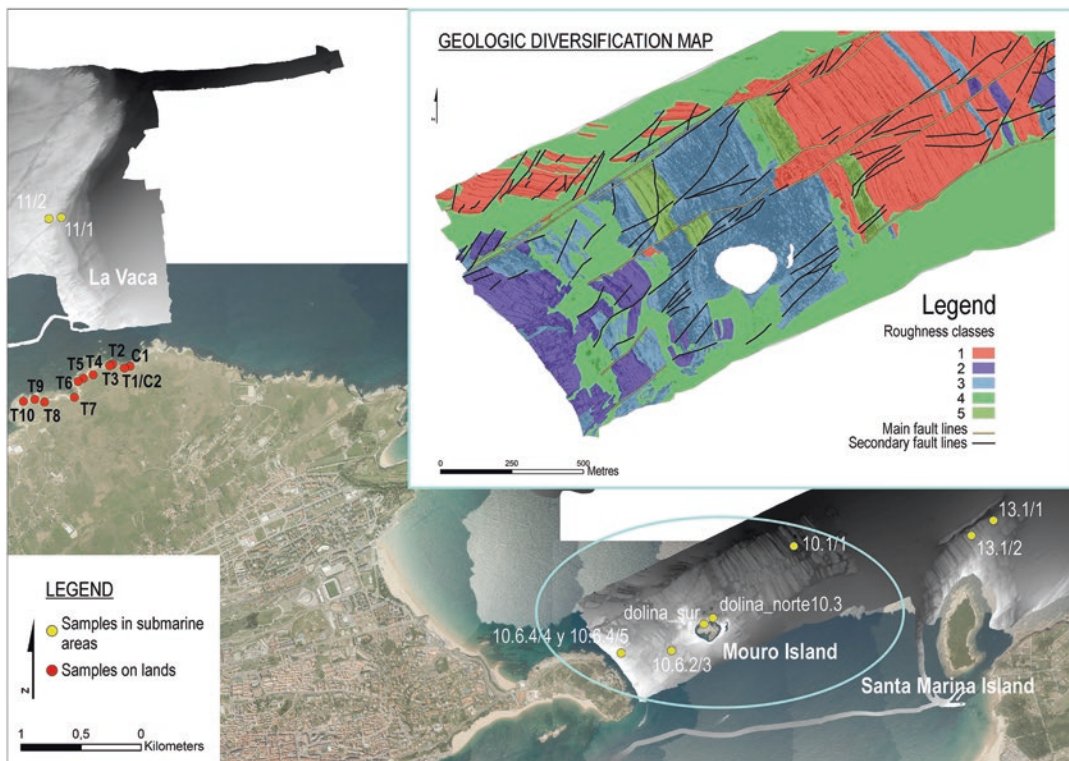 GEOLOGIC DIVERSIFICATION MAP
11/2
11/1
La Vaca
T2
C1
T5
T4
T3
T1/C2
T6
T9
T7
T10
T8
Legend
Roughness classes
1
2
3
4
5
Main fault lines
Secondary fault lines
0
250
500
Metres
13.1/1
13.1/2
10.1/1
dolina_sur
dolina_norte10.3
1
10.6.4/4 y 10.6.4/5
10.6.2/3
Mouro Island
Santa Marina Island
LEGEND
Samples in submarine
areas
Samples on lands
N
1
0,5
0
Kilometers